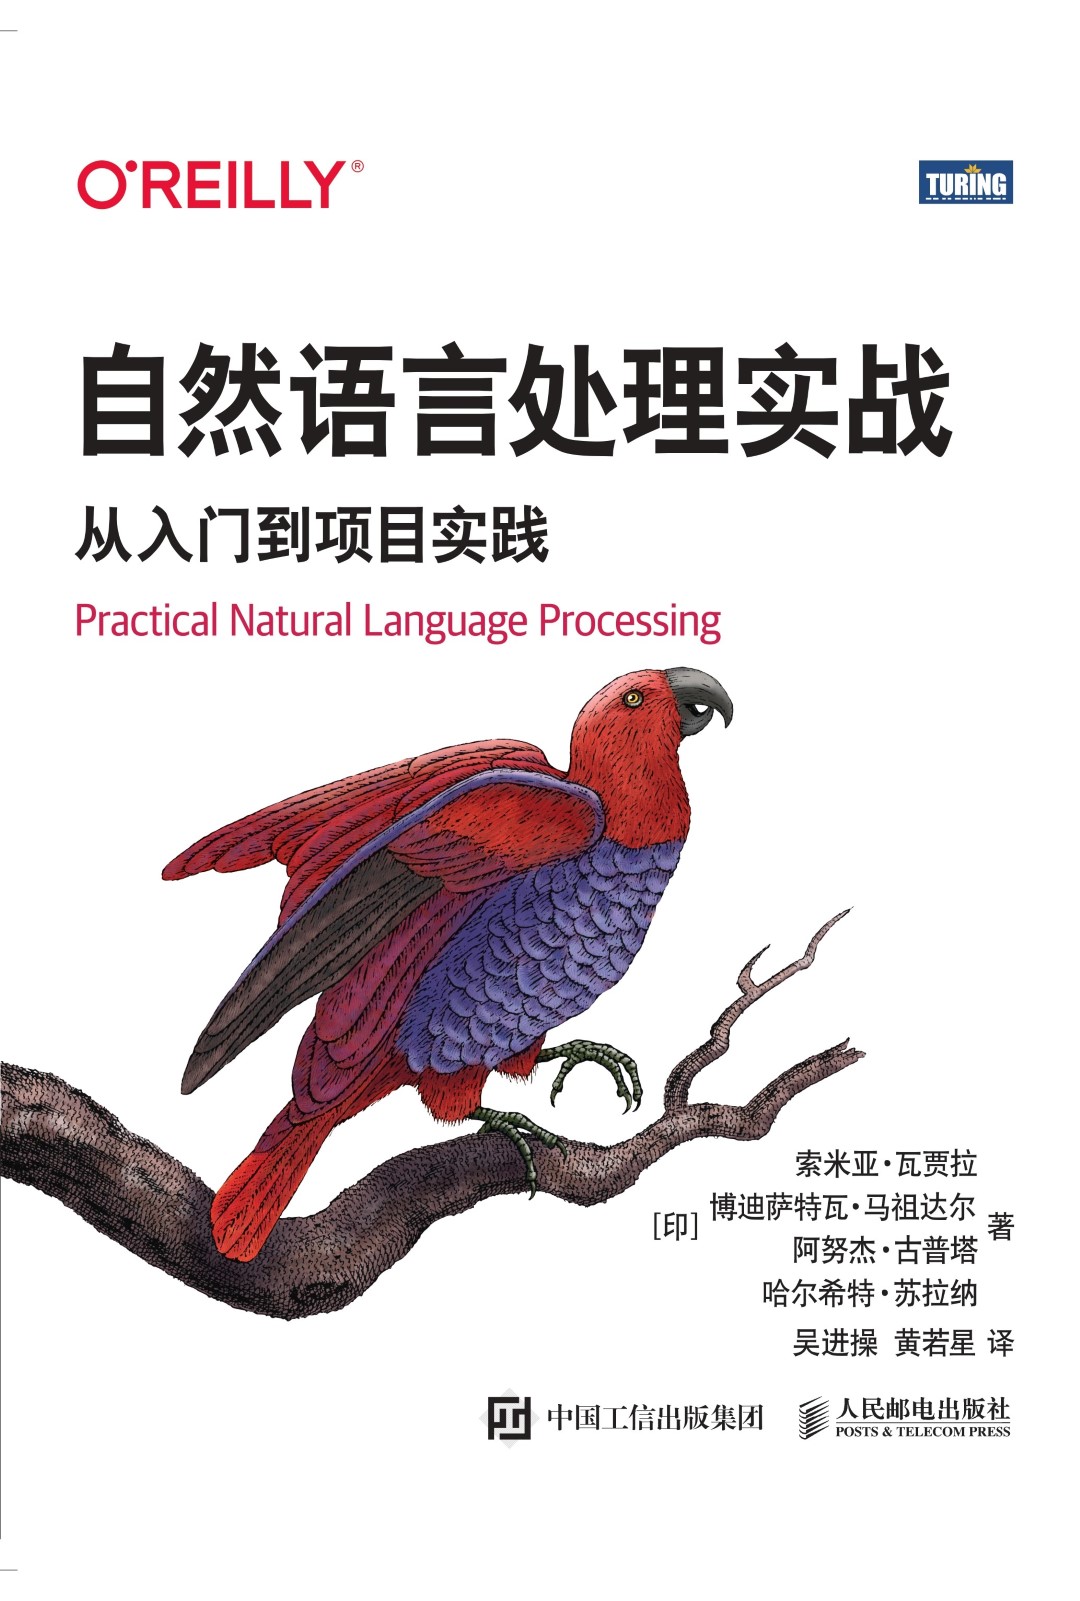 O'REILLY®
TURING
自然语言处理实战
从入门到项目实践
Practical Natural Language Processing
索米亚·瓦贾拉
博迪萨特瓦·马祖达尔
[印] 著
阿努杰·古普塔
哈尔希特·苏拉纳
吴进操 黄若星 译
中国工信出版集团
人民邮电出版社
POSTS & TELECOM PRESS